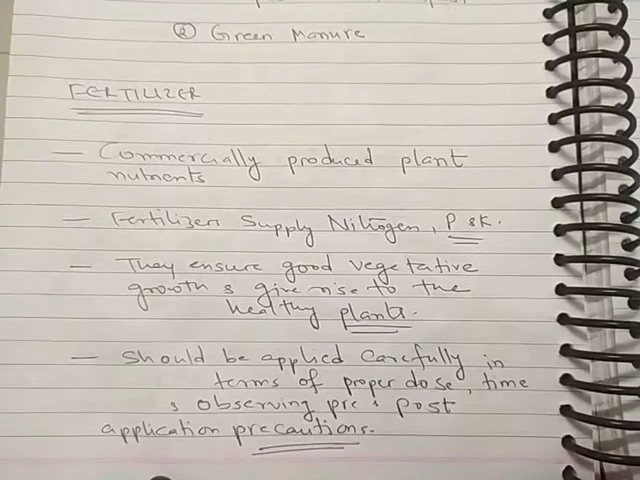 ② Green Manure
FERTILIZER
— Commercially produced plant
nutrients
— Fertilizers Supply Nitrogen, P & K.
— They ensure good vegetative
growth & give rise to the
healthy plants.
— Should be applied Carefully in
terms of proper dose, time
& observing pre & post
application precautions.